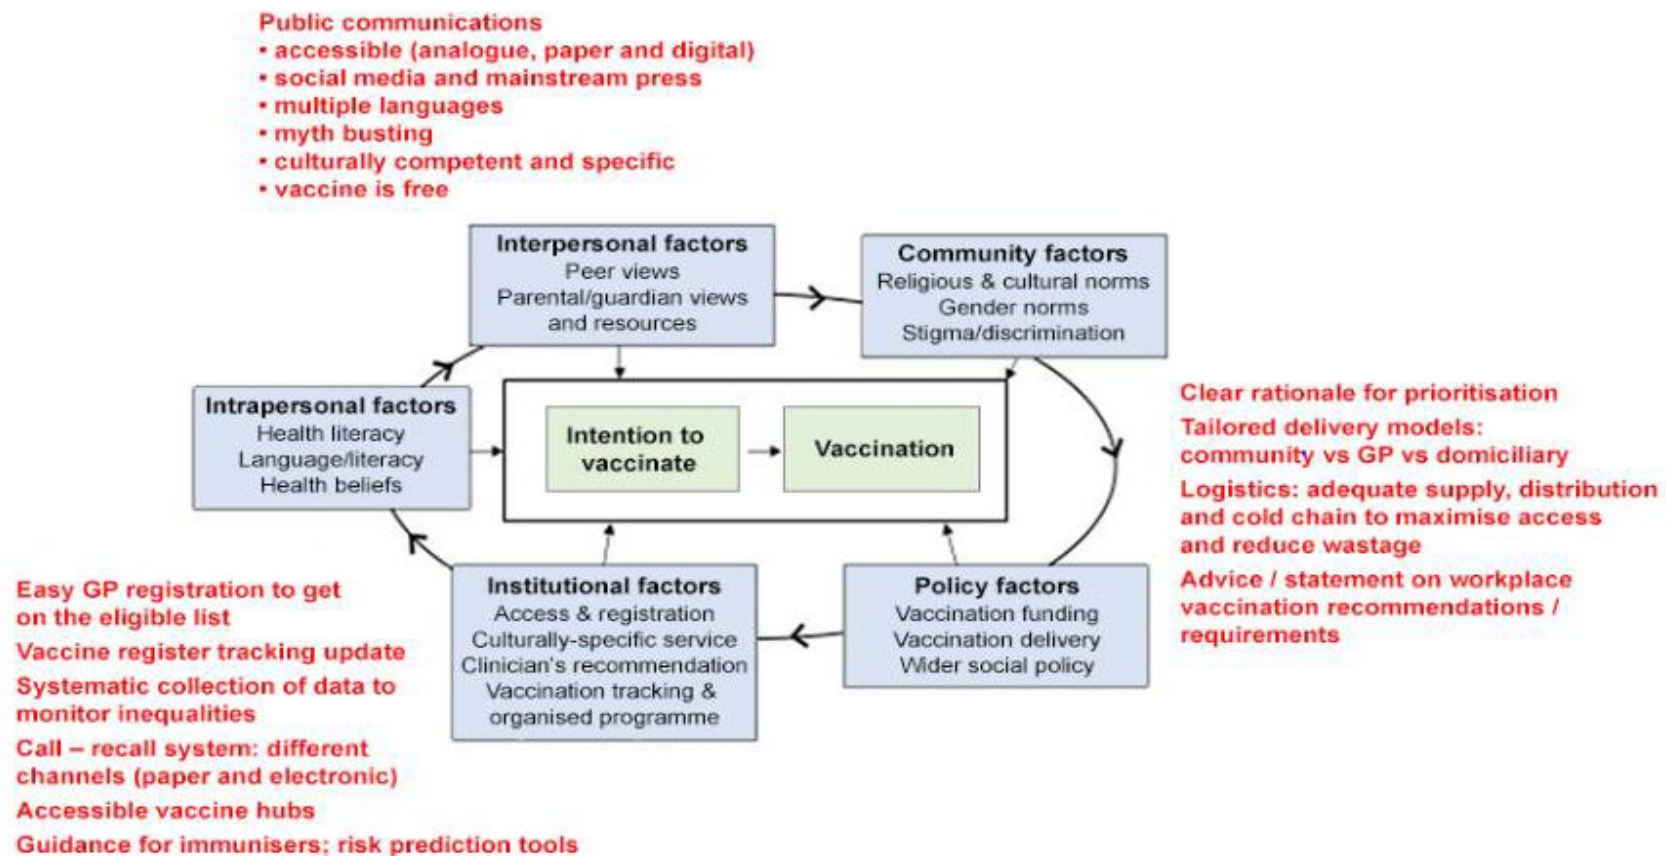 Public communications
• accessible (analogue, paper and digital)
• social media and mainstream press
• multiple languages
• myth busting
• culturally competent and specific
• vaccine is free
Interpersonal factors
Peer views
Parental/guardian views
and resources
Community factors
Religious & cultural norms
Gender norms
Stigma/discrimination
Intrapersonal factors
Health literacy
Language/literacy
Health beliefs
Intention to
vaccinate
Vaccination
Clear rationale for prioritisation
Tailored delivery models:
community vs GP vs domiciliary
Logistics: adequate supply, distribution
and cold chain to maximise access
and reduce wastage
Advice / statement on workplace
vaccination recommendations /
requirements
Institutional factors
Access & registration
Culturally-specific service
Clinician's recommendation
Vaccination tracking &
organised programme
Policy factors
Vaccination funding
Vaccination delivery
Wider social policy
Easy GP registration to get
on the eligible list
Vaccine register tracking update
Systematic collection of data to
monitor inequalities
Call – recall system: different
channels (paper and electronic)
Accessible vaccine hubs
Guidance for immunisers; risk prediction tools